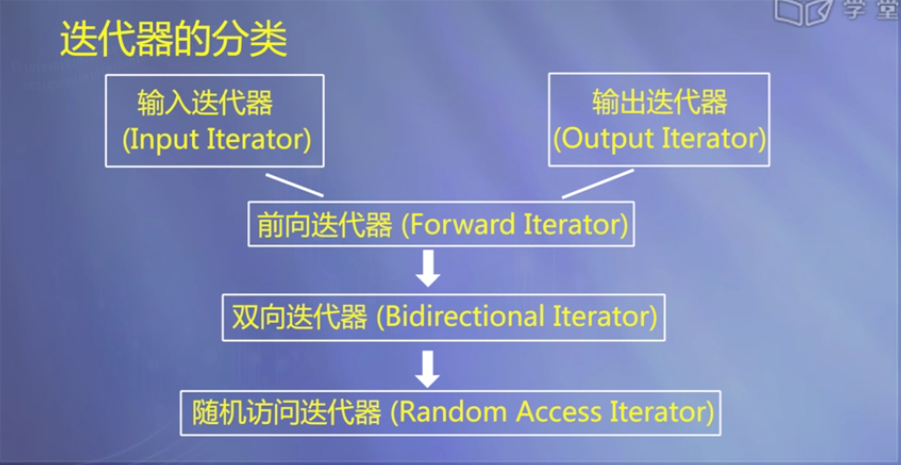 学堂
迭代器的分类
输入迭代器
(Input Iterator)
输出迭代器
(Output Iterator)
前向迭代器 (Forward Iterator)
双向迭代器 (Bidirectional Iterator)
随机访问迭代器 (Random Access Iterator)